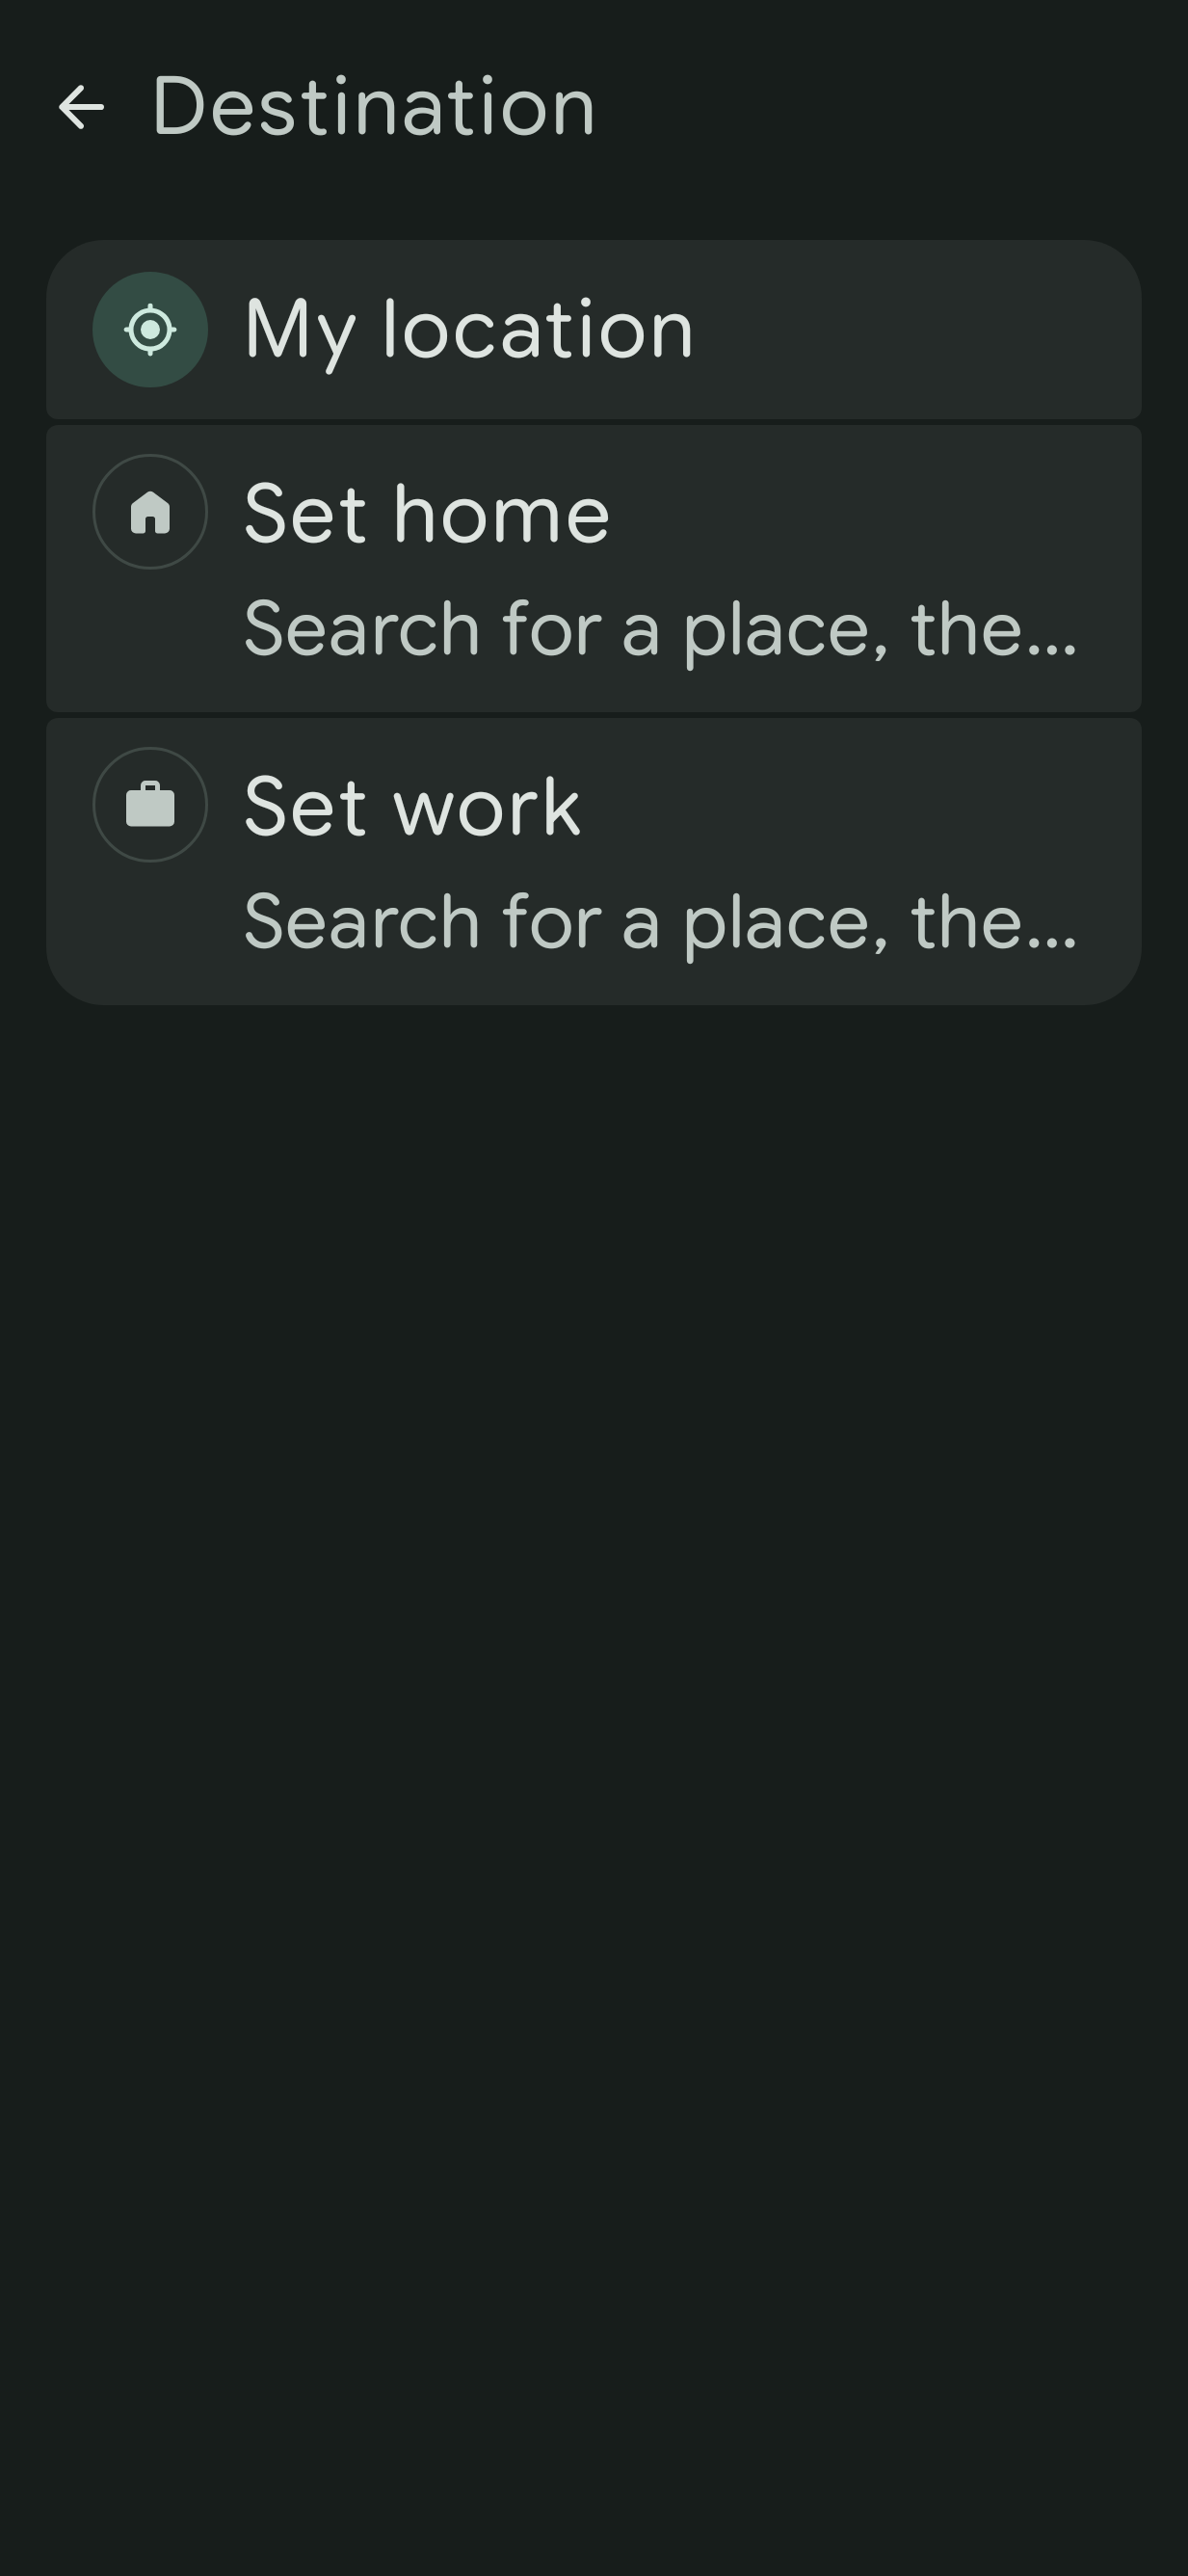 Destination
My location
Set home
Search for a place, the...
Set work
Search for a place, the...